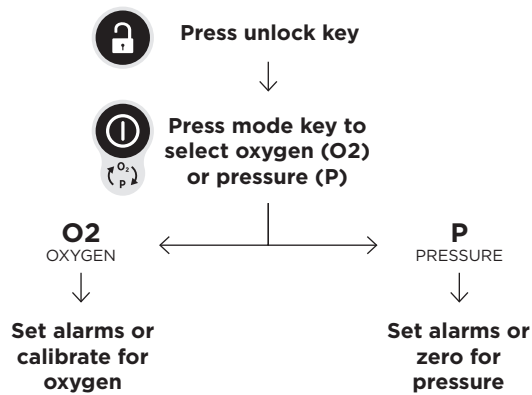 Press unlock key
Press mode key to
select oxygen (O2)
or pressure (P)
O₂
P
O2
OXYGEN
P
PRESSURE
Set alarms or
calibrate for
oxygen
Set alarms or
zero for
pressure